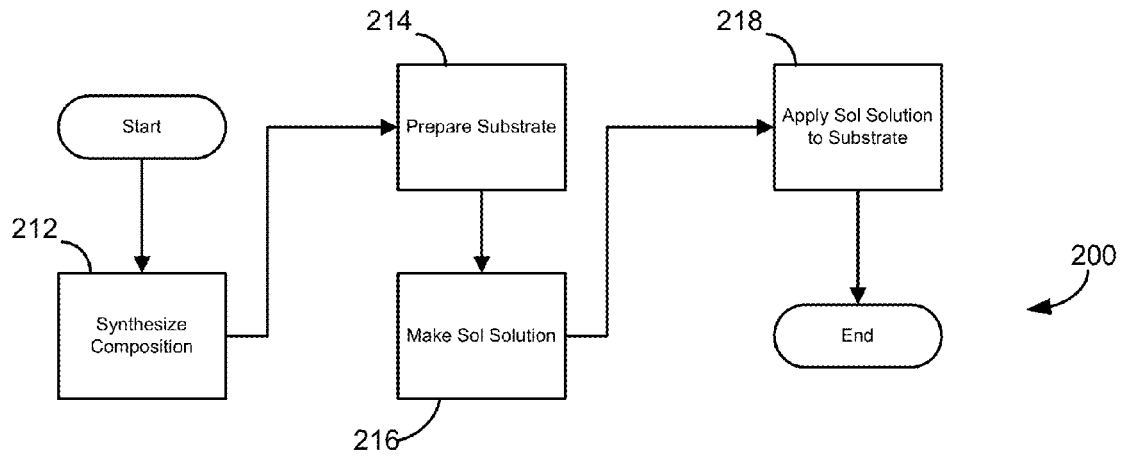 214
218
Start
Prepare Substrate
Apply Sol Solution
to Substrate
212
200
Synthesize
Composition
Make Sol Solution
End
216